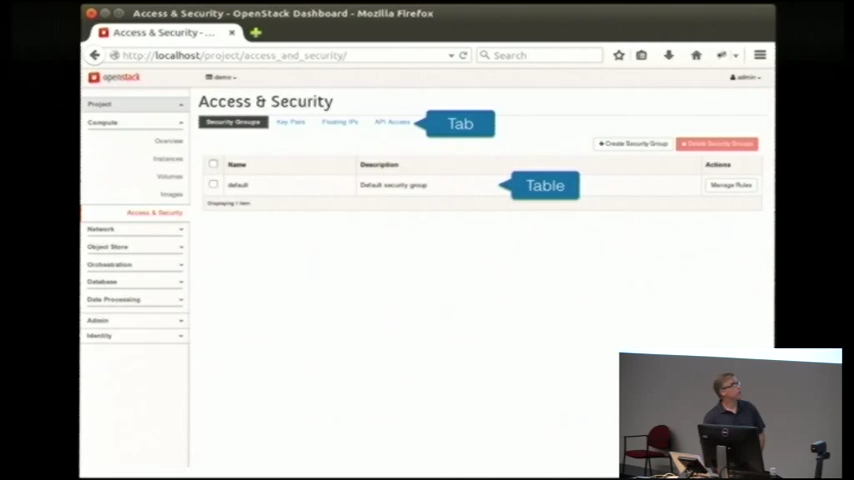 Access & Security - OpenStack Dashboard - Mozilla Firefox
Access & Security - ...
http://localhost/project/access_and_security/
Search
openstack
demo
admin
Project
Compute
Overview
Instances
Volumes
Images
Access & Security
Network
Object Store
Orchestration
Database
Data Processing
Admin
Identity
Access & Security
Security Groups Key Pairs Floating IPs API Access
Tab
+ Create Security Group
Delete Security Groups
Name Description Actions
default Default security group Manage Rules
Table
Displaying 1 item